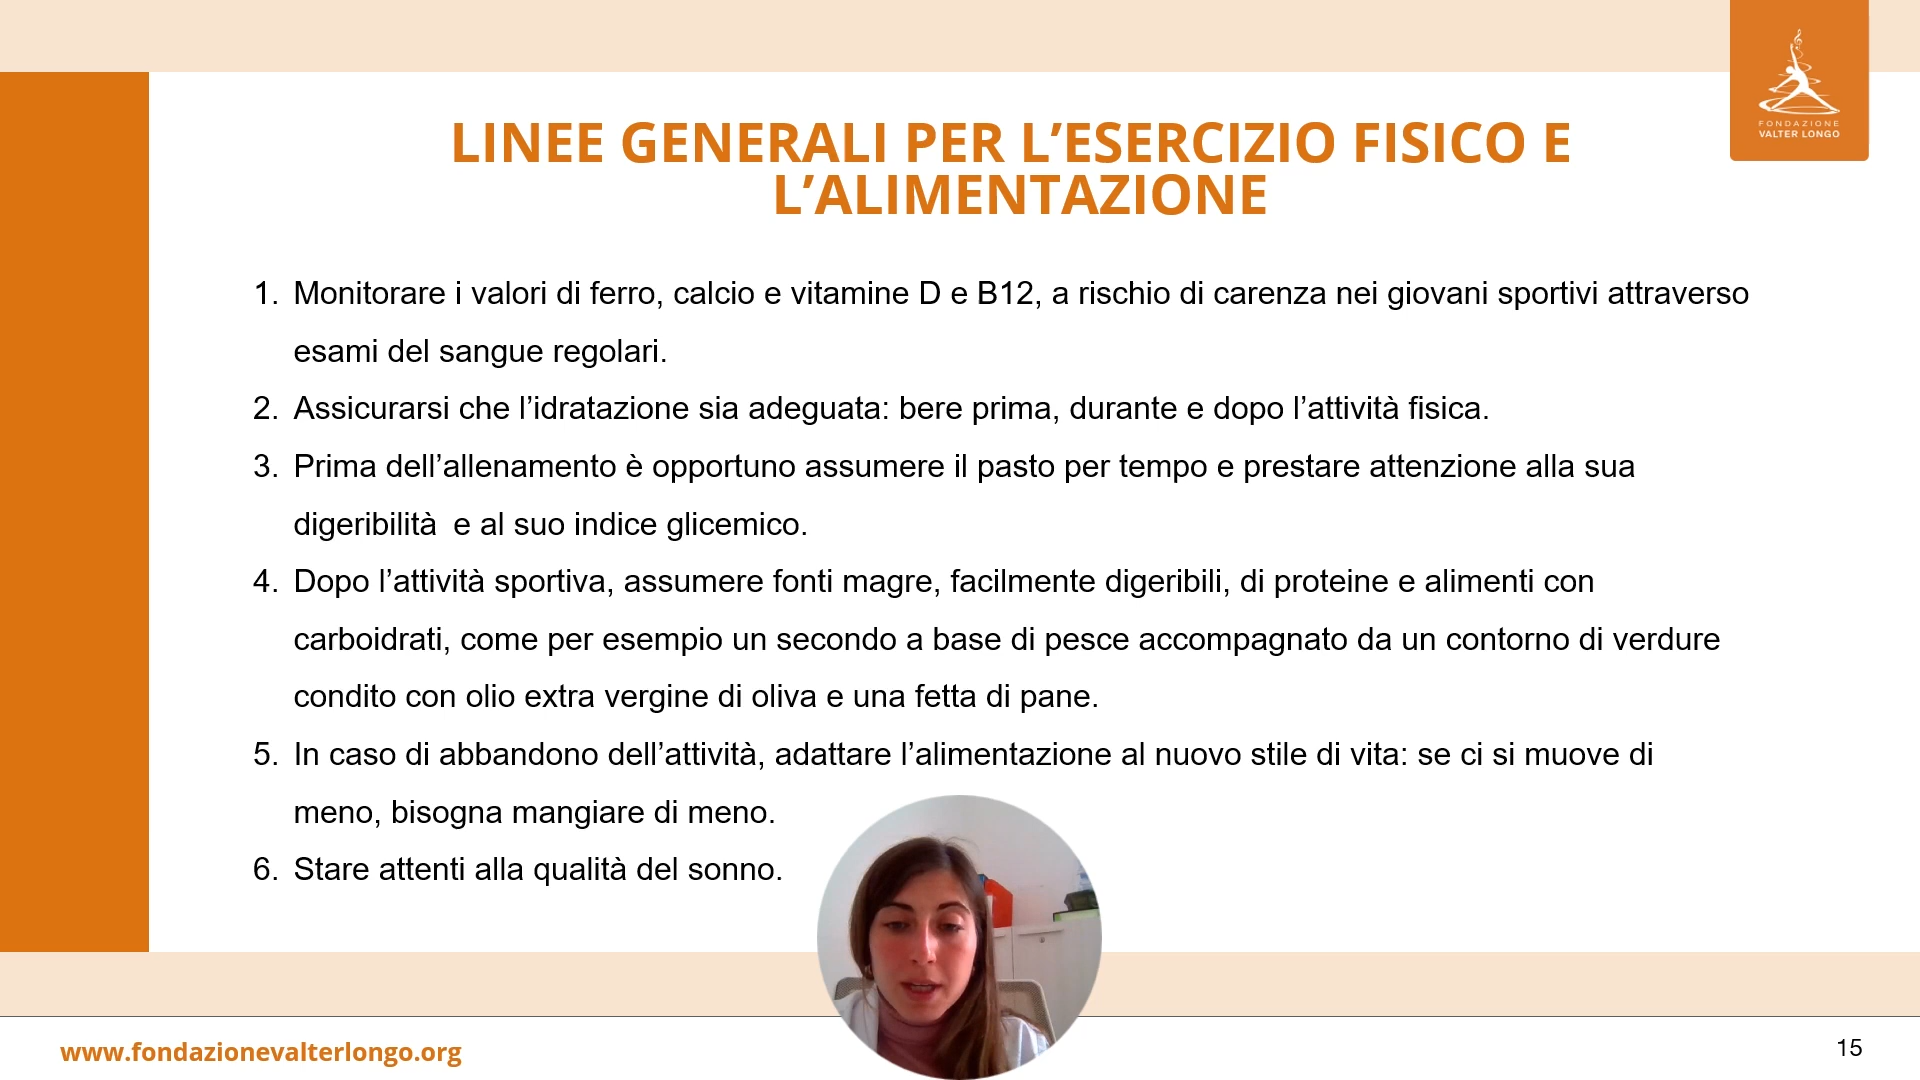 FONDAZIONE
VALTER LONGO
LINEE GENERALI PER L’ESERCIZIO FISICO E
L’ALIMENTAZIONE
1. Monitorare i valori di ferro, calcio e vitamine D e B12, a rischio di carenza nei giovani sportivi attraverso
esami del sangue regolari.
2. Assicurarsi che l’idratazione sia adeguata: bere prima, durante e dopo l’attività fisica.
3. Prima dell’allenamento è opportuno assumere il pasto per tempo e prestare attenzione alla sua
digeribilità  e al suo indice glicemico.
4. Dopo l’attività sportiva, assumere fonti magre, facilmente digeribili, di proteine e alimenti con
carboidrati, come per esempio un secondo a base di pesce accompagnato da un contorno di verdure
condito con olio extra vergine di oliva e una fetta di pane.
5. In caso di abbandono dell’attività, adattare l’alimentazione al nuovo stile di vita: se ci si muove di
meno, bisogna mangiare di meno.
6. Stare attenti alla qualità del sonno.
www.fondazionevalterlongo.org
15